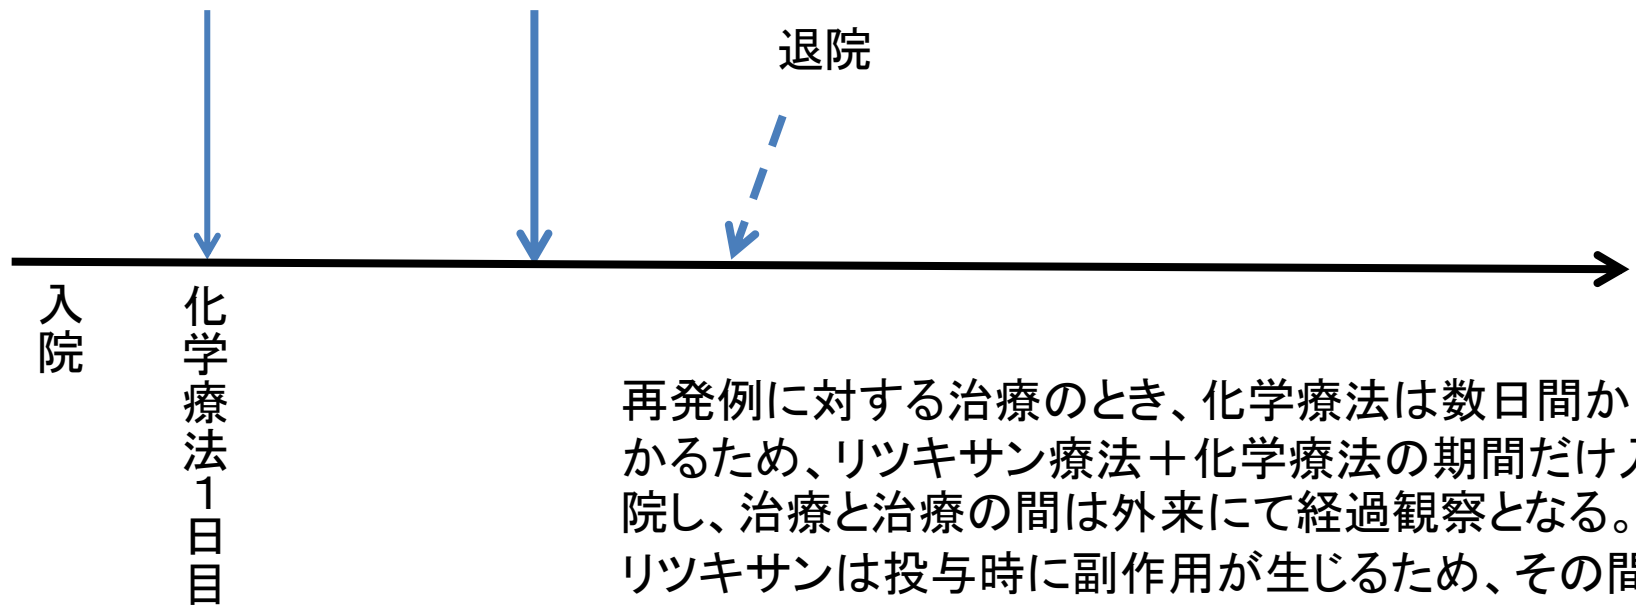 退院
入院
化学療法1日目
再発例に対する治療のとき、化学療法は数日間か
かるため、リツキサン療法＋化学療法の期間だけ入
院し、治療と治療の間は外来にて経過観察となる。
リツキサンは投与時に副作用が生じるため、その間